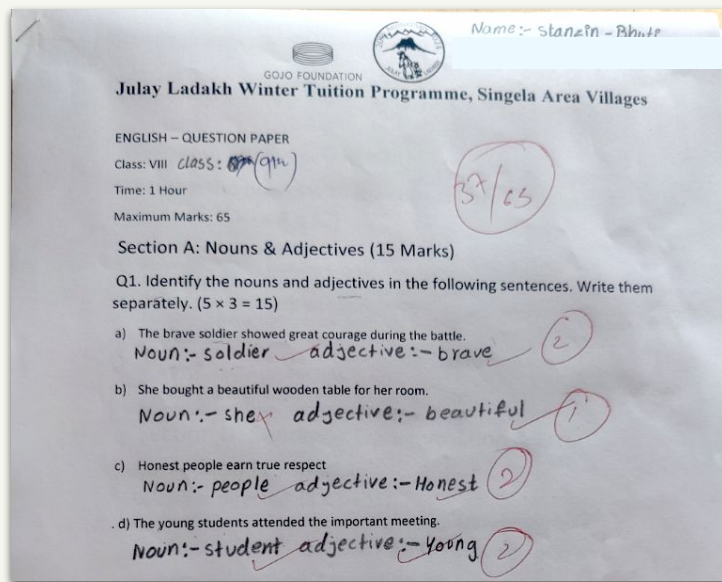 Name:- Stanzin - Bhuti
GOJO FOUNDATION
Julay Ladakh Winter Tuition Programme, Singela Area Villages
ENGLISH – QUESTION PAPER
Class: VIII class: (9th)
37/65
Time: 1 Hour
Maximum Marks: 65
Section A: Nouns & Adjectives (15 Marks)
Q1. Identify the nouns and adjectives in the following sentences. Write them
separately. (5 × 3 = 15)
a) The brave soldier showed great courage during the battle.
Noun:- soldier adjective:- brave 2
b) She bought a beautiful wooden table for her room.
Noun:- she adjective:- beautiful 1
c) Honest people earn true respect
Noun:- people adjective:- Honest 2
. d) The young students attended the important meeting.
Noun:- student adjective:- Young 2